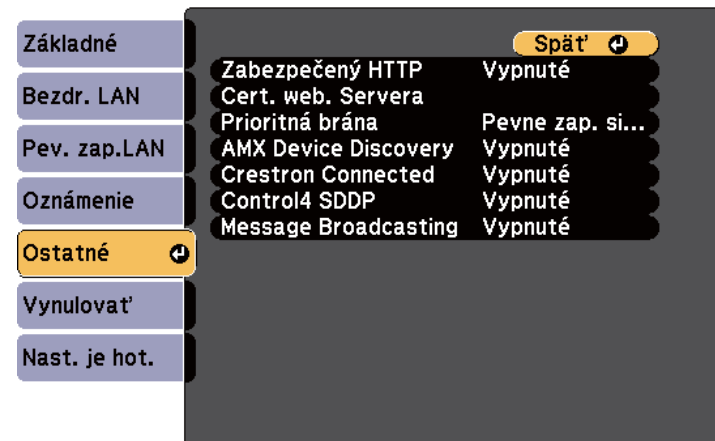 Základné
Bezdr. LAN
Pev. zap.LAN
Oznámenie
Ostatné
Vynulovať
Nast. je hot.
Späť
Zabezpečený HTTP Vypnuté
Cert. web. Servera
Prioritná brána Pevne zap. si...
AMX Device Discovery Vypnuté
Crestron Connected Vypnuté
Control4 SDDP Vypnuté
Message Broadcasting Vypnuté